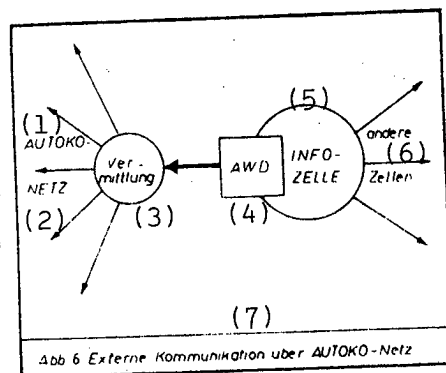 (1)
AUTOKO-
NETZ
(2)
Ver-
mittlung
(3)
AWD
(4)
(5)
INFO-
ZELLE
andere
(6)
Zellen
(7)
Abb 6 Externe Kommunikation über AUTOKO-Netz